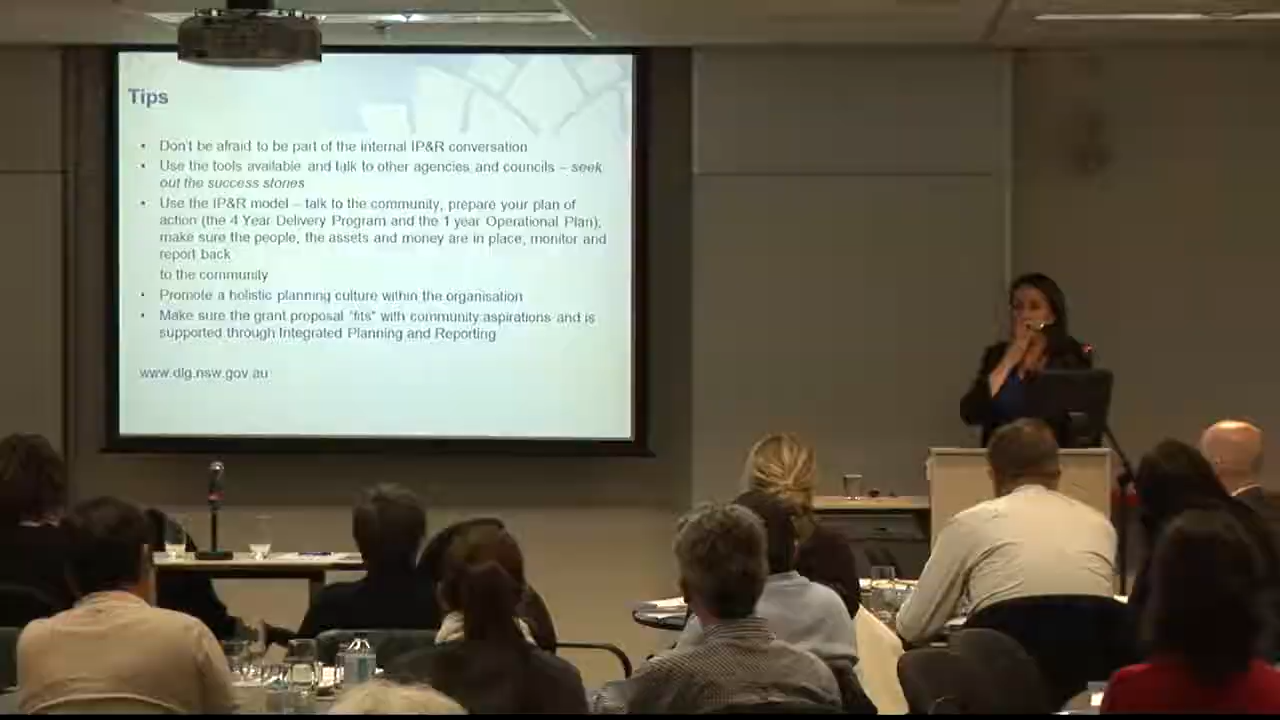 Tips
• Don't be afraid to be part of the internal IP&R conversation
• Use the tools available and talk to other agencies and councils – seek
out the success stories
• Use the IP&R model – talk to the community, prepare your plan of
action (the 4 Year Delivery Program and the 1 year Operational Plan),
make sure the people, the assets and money are in place, monitor and
report back
to the community
• Promote a holistic planning culture within the organisation
• Make sure the grant proposal "fits" with community aspirations and is
supported through Integrated Planning and Reporting
www.dlg.nsw.gov.au